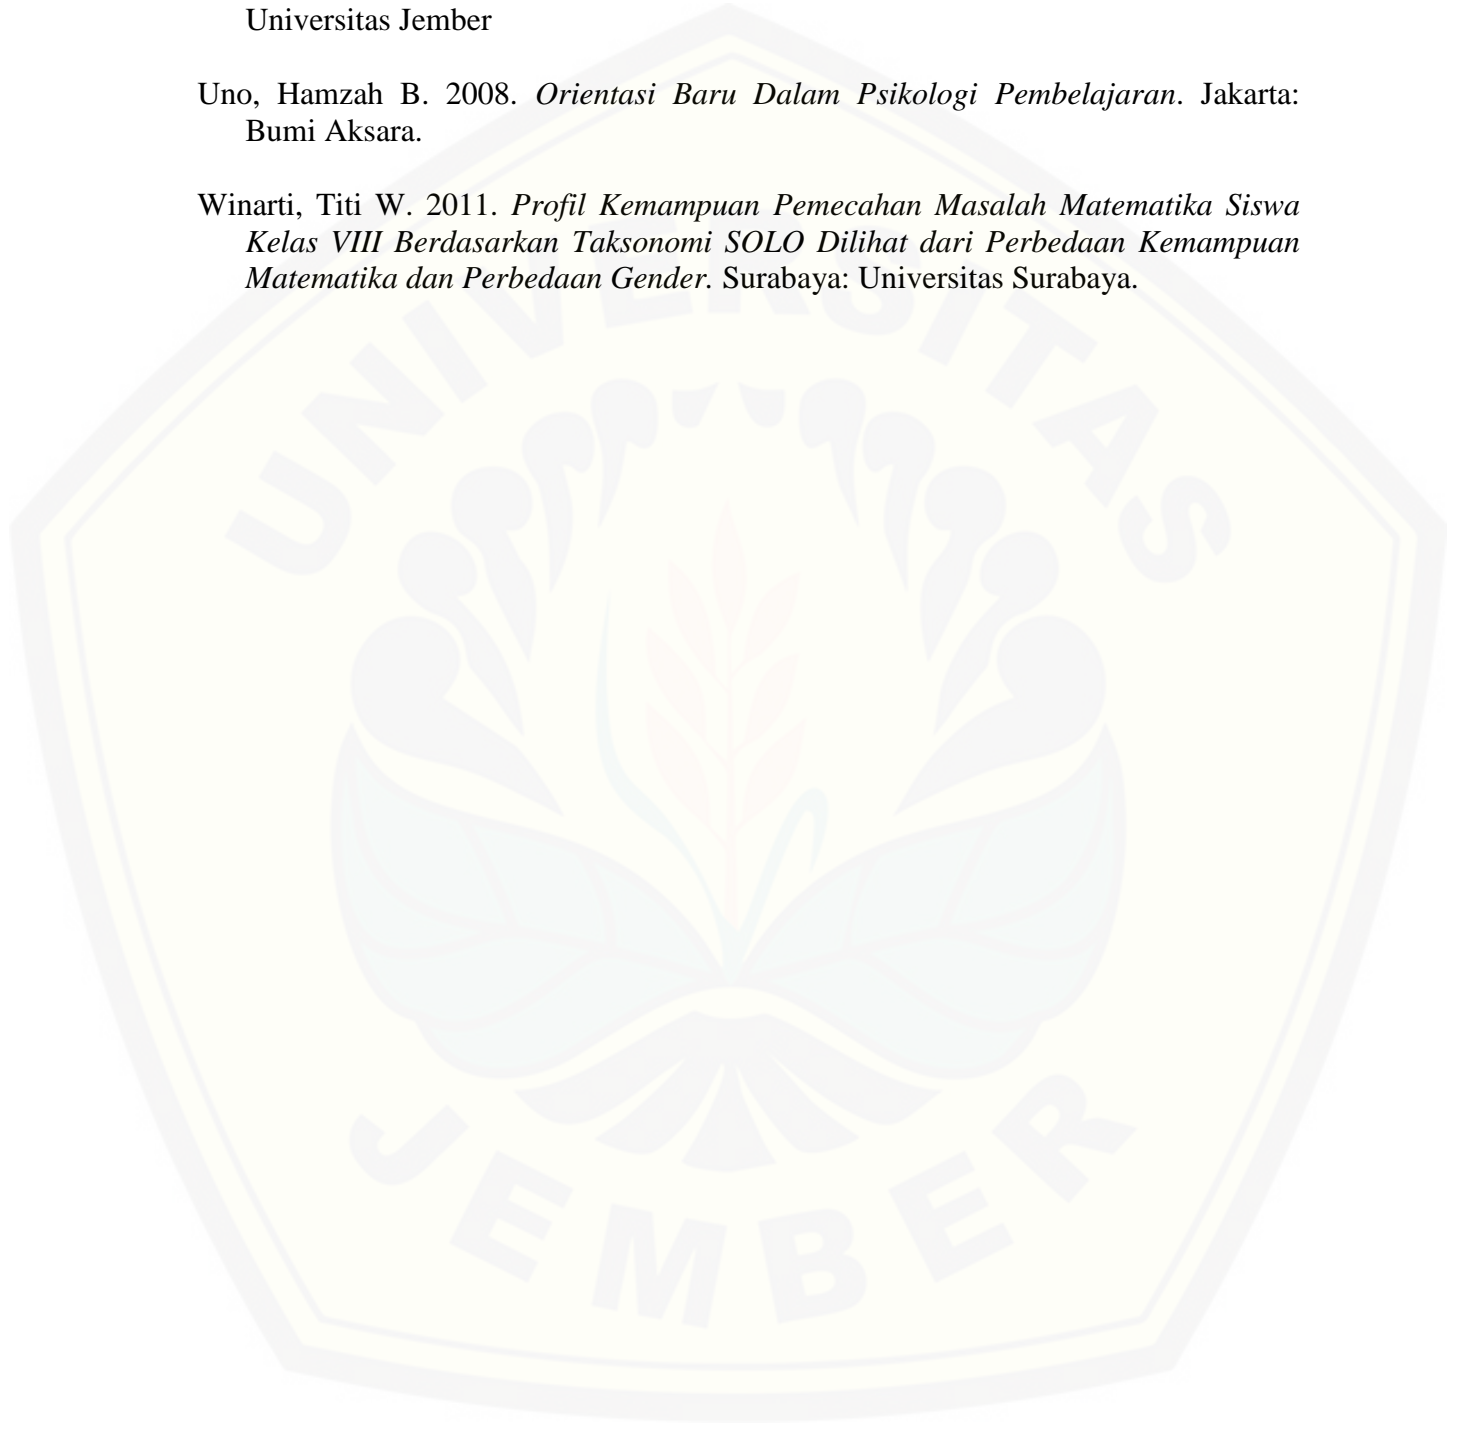 Universitas Jember
Uno, Hamzah B. 2008. Orientasi Baru Dalam Psikologi Pembelajaran. Jakarta:
Bumi Aksara.
Winarti, Titi W. 2011. Profil Kemampuan Pemecahan Masalah Matematika Siswa
Kelas VIII Berdasarkan Taksonomi SOLO Dilihat dari Perbedaan Kemampuan
Matematika dan Perbedaan Gender. Surabaya: Universitas Surabaya.
UNIVERSITAS
JEMBER